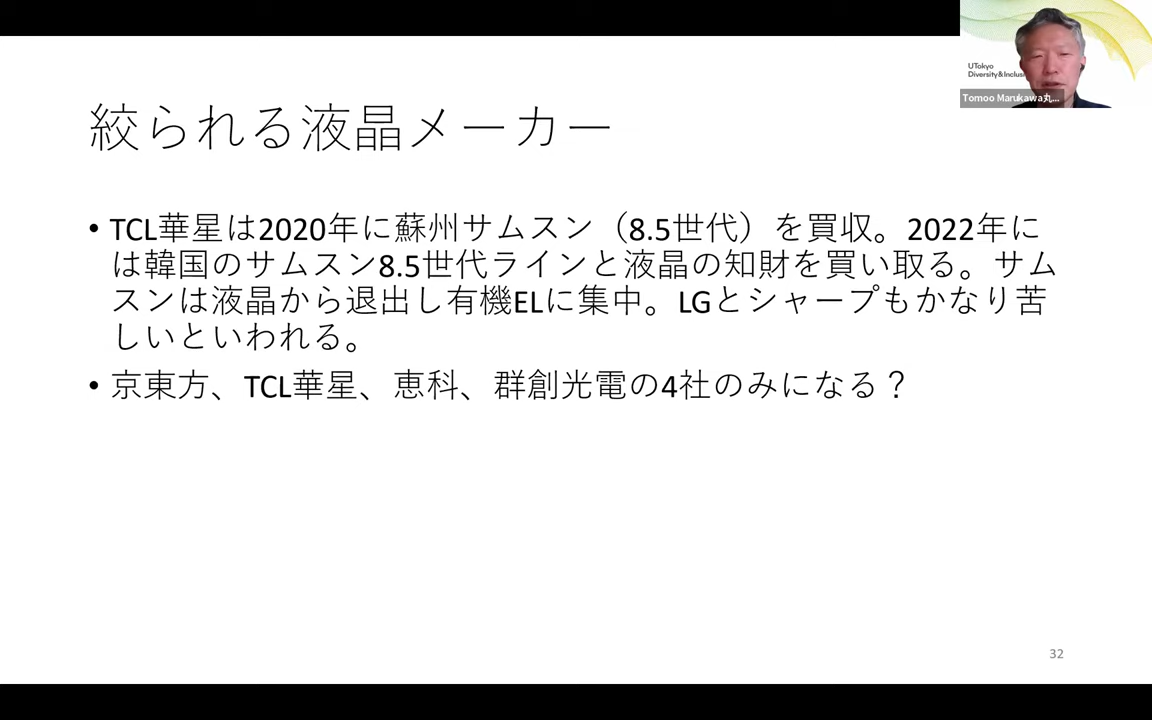 UTokyo
Diversity&Inclusi
Tomoo Marukawa丸...
絞られる液晶メーカー
• TCL華星は2020年に蘇州サムスン（8.5世代）を買収。2022年に
は韓国のサムスン8.5世代ラインと液晶の知財を買い取る。サム
スンは液晶から退出し有機ELに集中。LGとシャープもかなり苦
しいといわれる。
• 京東方、TCL華星、恵科、群創光電の4社のみになる？
32